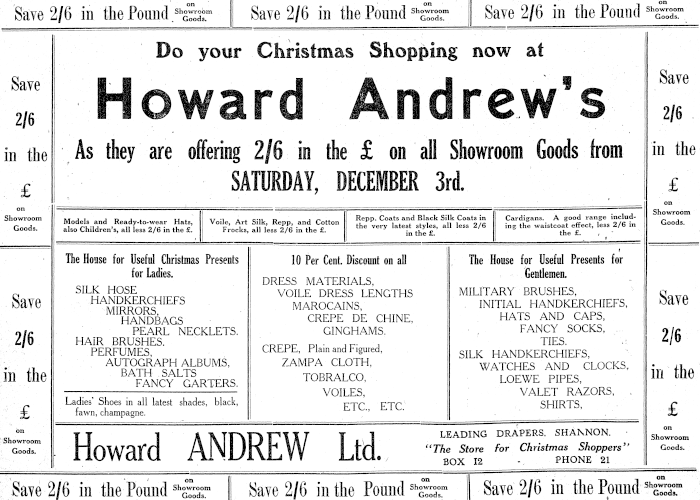 Save 2/6 in the Pound on Showroom Goods.
Save 2/6 in the Pound on Showroom Goods.
Save 2/6 in the Pound on Showroom Goods.
Save
2/6
in the
£
on
Showroom
Goods.
Save
2/6
in the
£
on
Showroom
Goods.
Do your Christmas Shopping now at
Howard Andrew's
As they are offering 2/6 in the £ on all Showroom Goods from
SATURDAY, DECEMBER 3rd.
Models and Ready-to-wear Hats,
also Children's, all less 2/6 in the £.
Voile, Art Silk, Repp, and Cotton
Frocks, all less 2/6 in the £.
Repp. Coats and Black Silk Coats in
the very latest styles, all less 2/6
in the £.
Cardigans. A good range includ-
ing the waistcoat effect, less 2/6 in
the £.
The House for Useful Christmas Presents
for Ladies.
SILK HOSE
HANDKERCHIEFS
MIRRORS,
HANDBAGS
PEARL NECKLETS.
HAIR BRUSHES.
PERFUMES,
AUTOGRAPH ALBUMS,
BATH SALTS
FANCY GARTERS.
Ladies' Shoes in all latest shades, black,
fawn, champagne.
10 Per Cent. Discount on all
DRESS MATERIALS,
VOILE DRESS LENGTHS
MAROCAINS,
CREPE DE CHINE,
GINGHAMS.
CREPE, Plain and Figured,
ZAMPA CLOTH,
TOBRALCO,
VOILES,
ETC., ETC.
The House for Useful Presents for
Gentlemen.
MILITARY BRUSHES,
INITIAL HANDKERCHIEFS,
HATS AND CAPS,
FANCY SOCKS,
TIES.
SILK HANDKERCHIEFS,
WATCHES AND CLOCKS,
LOEWE PIPES,
VALET RAZORS,
SHIRTS,
Howard ANDREW Ltd.
LEADING DRAPERS, SHANNON.
"The Store for Christmas Shoppers"
BOX 12 PHONE 21
Save
2/6
in the
£
on
Showroom
Goods.
Save
2/6
in the
£
on
Showroom
Goods.
Save 2/6 in the Pound on Showroom Goods.
Save 2/6 in the Pound on Showroom Goods.
Save 2/6 in the Pound on Showroom Goods.